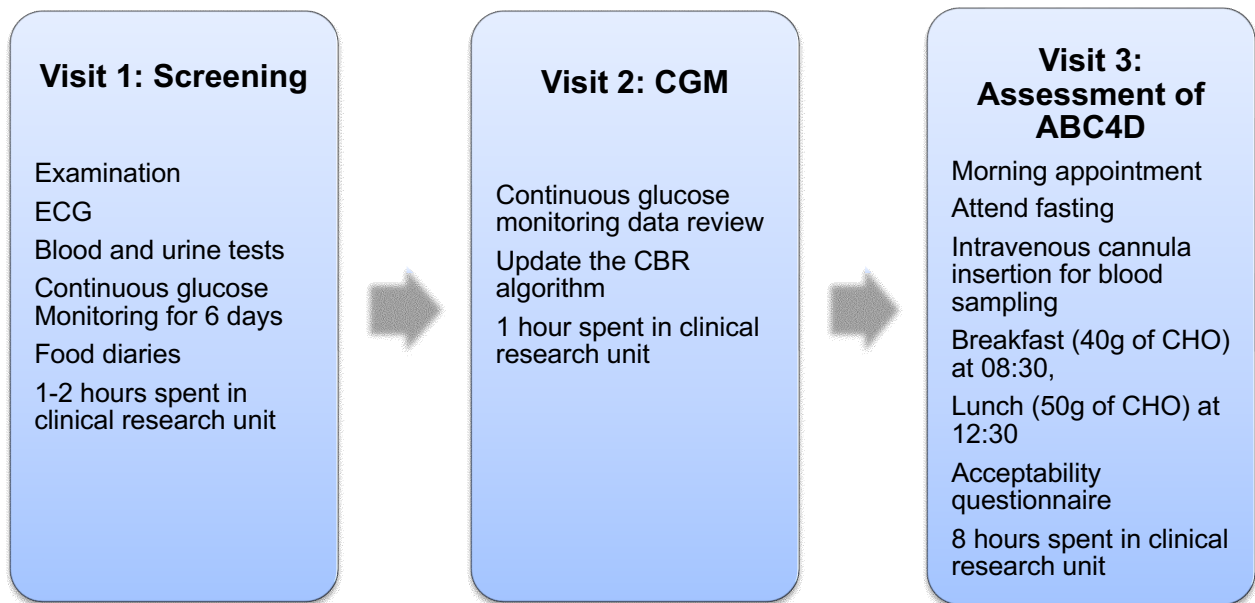 Visit 1: Screening
Examination
ECG
Blood and urine tests
Continuous glucose
Monitoring for 6 days
Food diaries
1-2 hours spent in
clinical research unit
Visit 2: CGM
Continuous glucose
monitoring data review
Update the CBR
algorithm
1 hour spent in clinical
research unit
Visit 3:
Assessment of
ABC4D
Morning appointment
Attend fasting
Intravenous cannula
insertion for blood
sampling
Breakfast (40g of CHO)
at 08:30,
Lunch (50g of CHO) at
12:30
Acceptability
questionnaire
8 hours spent in clinical
research unit